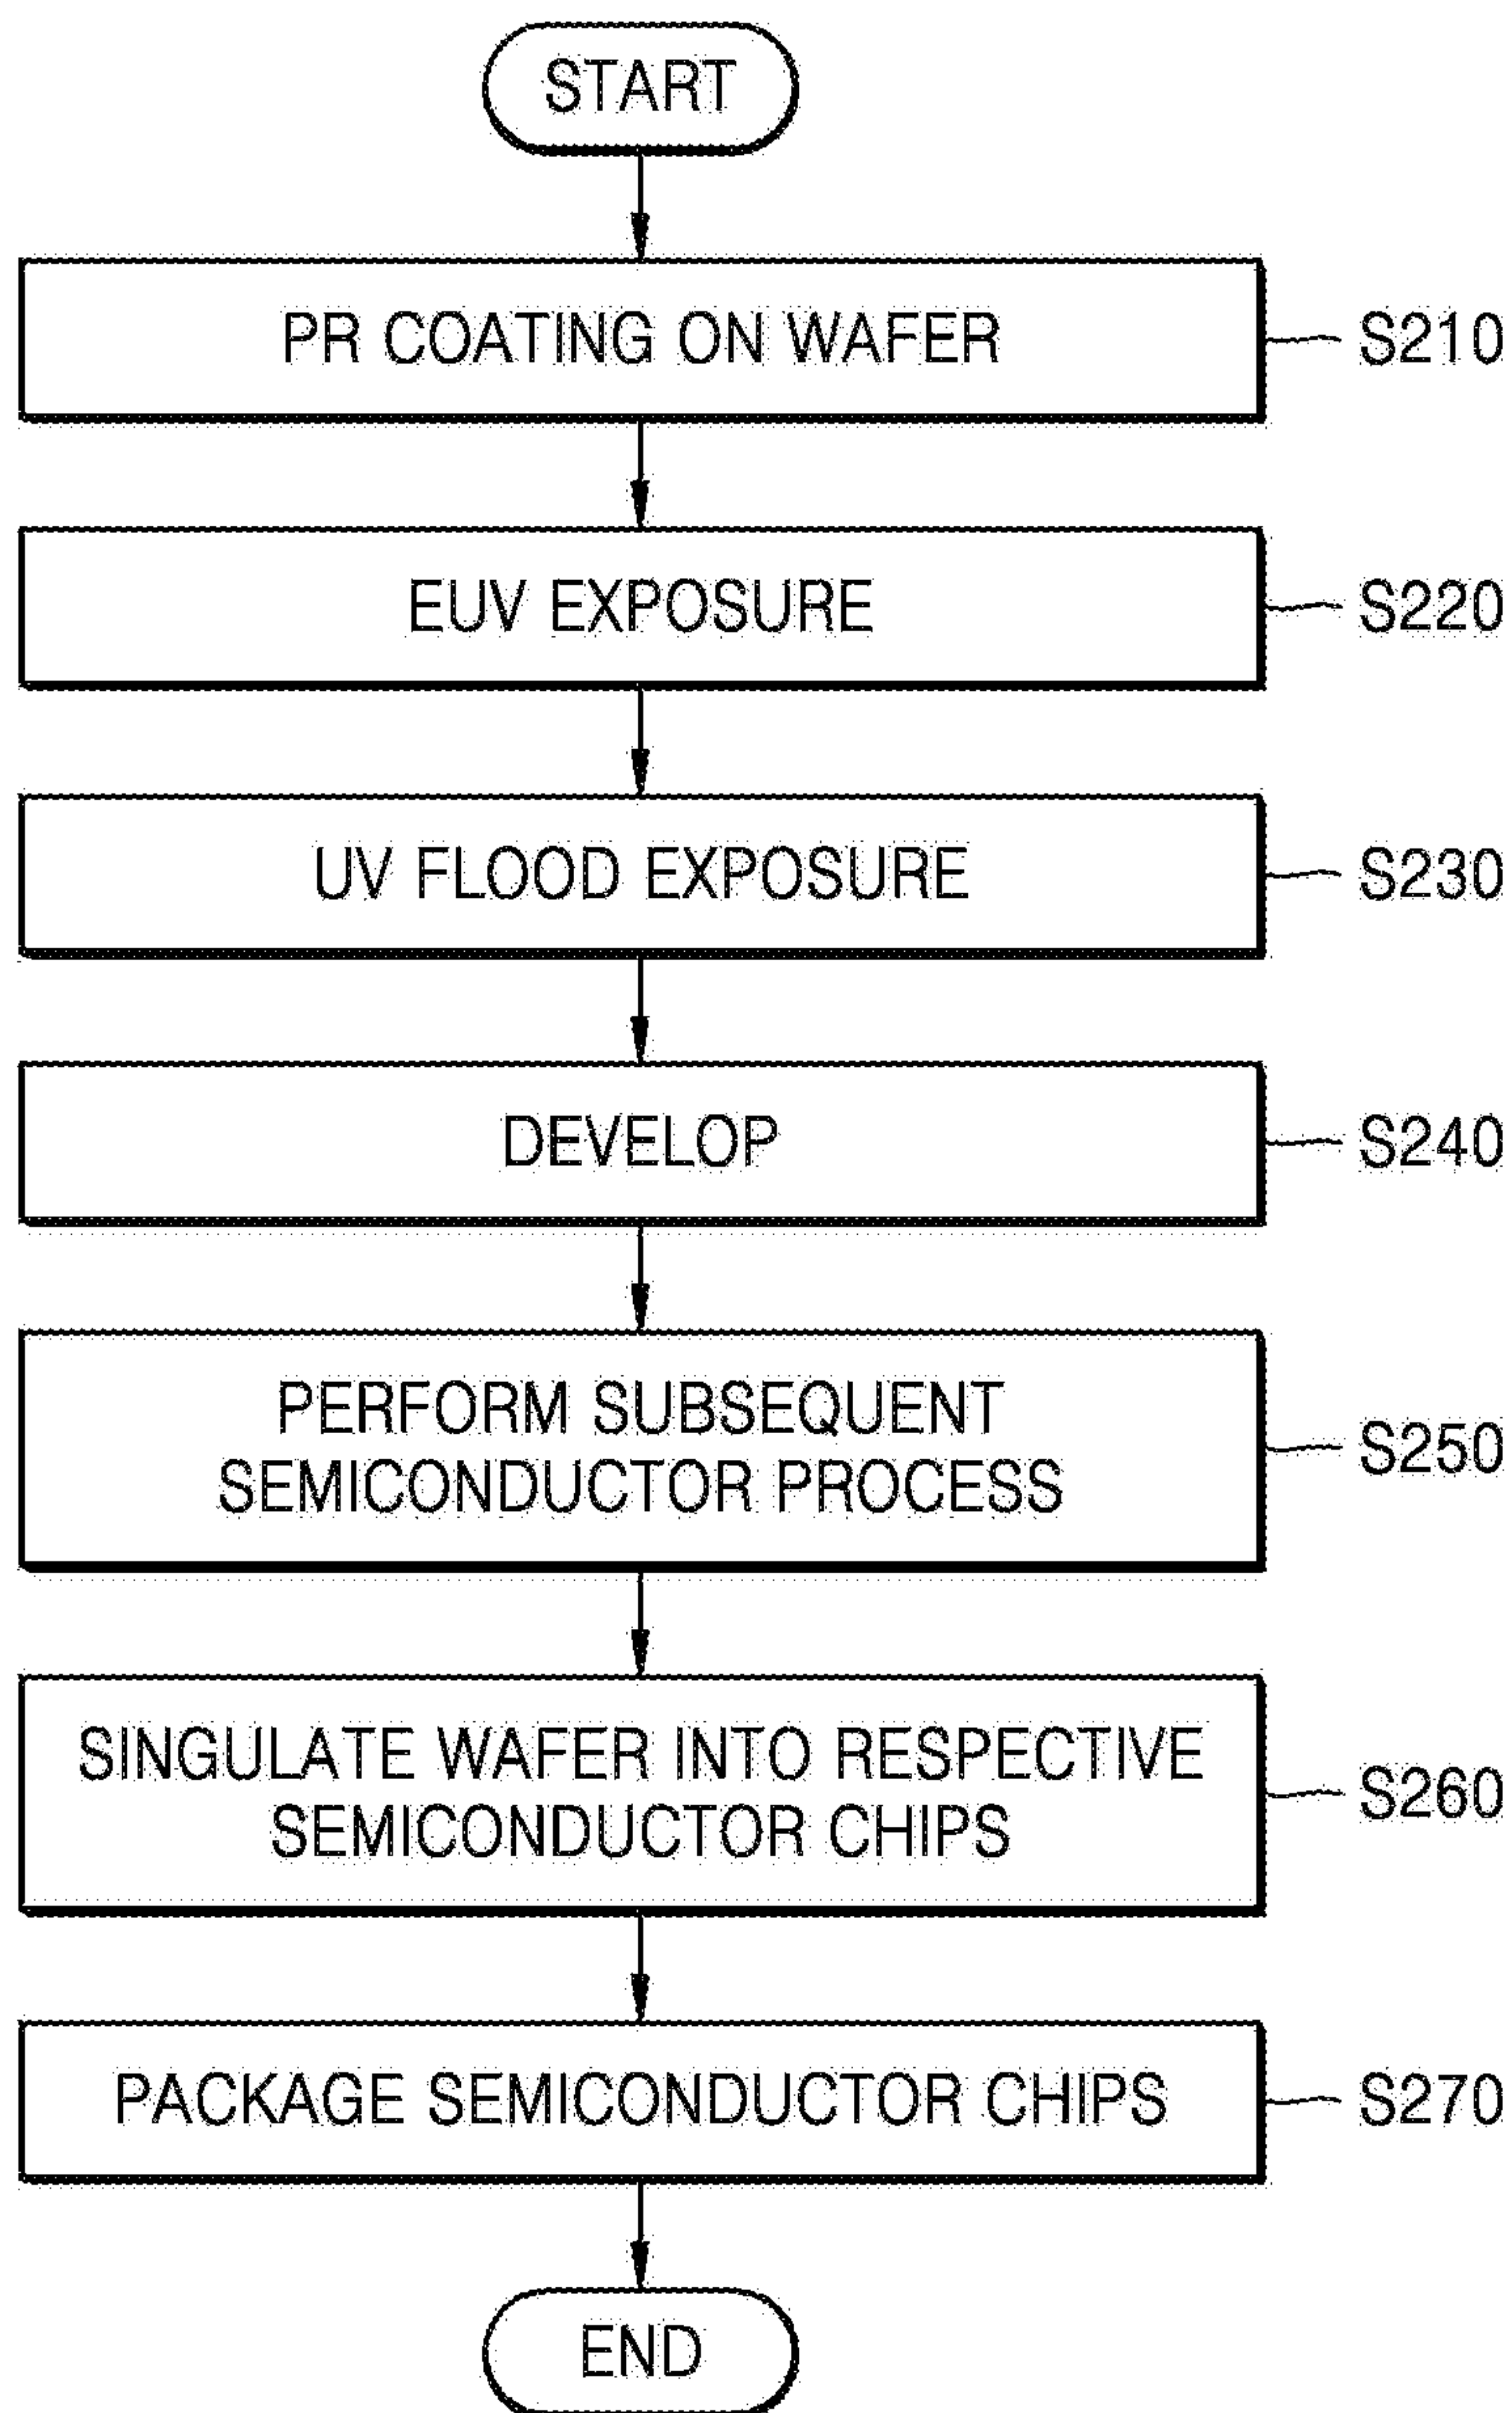 START
PR COATING ON WAFER
S210
EUV EXPOSURE
S220
UV FLOOD EXPOSURE
S230
DEVELOP
S240
PERFORM SUBSEQUENT
SEMICONDUCTOR PROCESS
S250
SINGULATE WAFER INTO RESPECTIVE
SEMICONDUCTOR CHIPS
S260
PACKAGE SEMICONDUCTOR CHIPS
S270
END